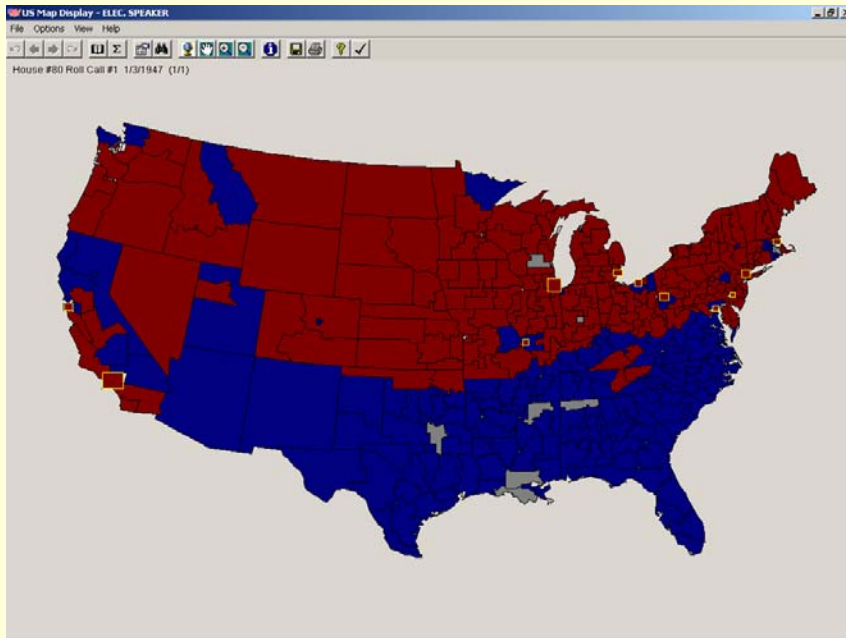 US Map Display - ELEC, SPEAKER
File Options View Help
House #80 Roll Call #1 1/3/1947 (1/1)